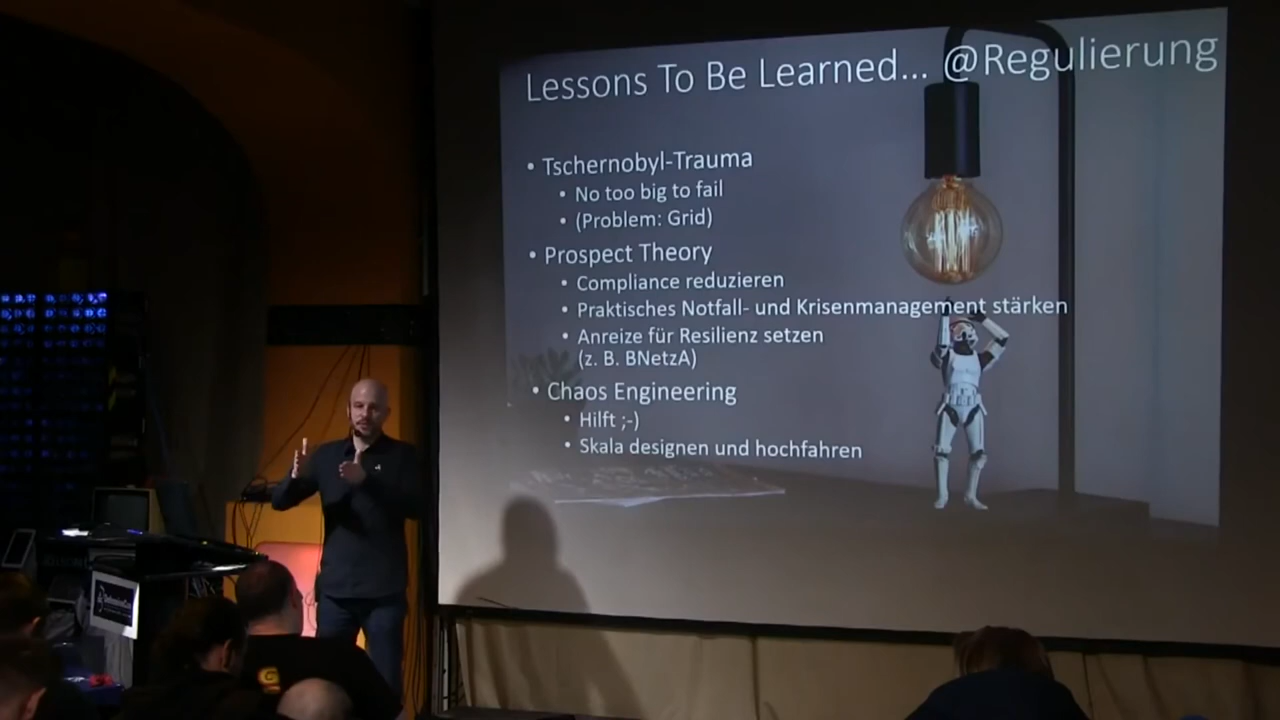 Lessons To Be Learned... @Regulierung
• Tschernobyl-Trauma
• No too big to fail
• (Problem: Grid)
• Prospect Theory
• Compliance reduzieren
• Praktisches Notfall- und Krisenmanagement stärken
• Anreize für Resilienz setzen
(z. B. BNetzA)
• Chaos Engineering
• Hilft ;-)
• Skala designen und hochfahren